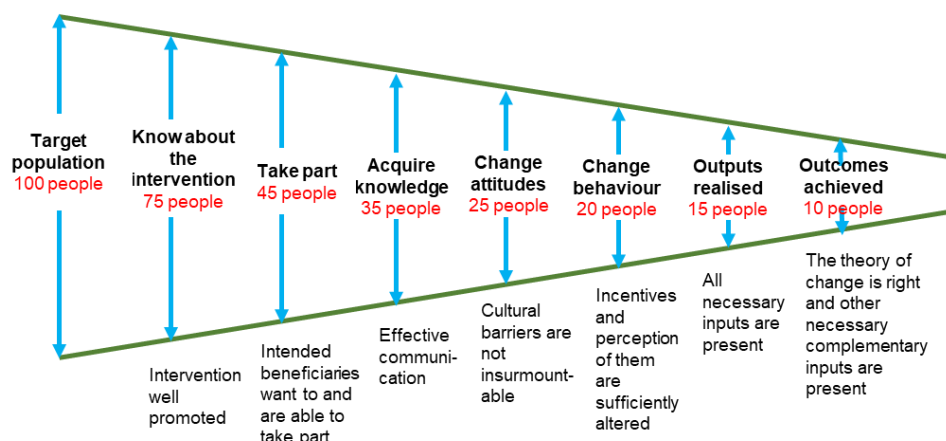 Target
population
100 people
Know about
the
intervention
75 people
Take part
45 people
Acquire
knowledge
35 people
Change
attitudes
25 people
Change
behaviour
20 people
Outputs
realised
15 people
Outcomes
achieved
10 people
Intervention
well
promoted
Intended
beneficiaries
want to and
are able to
take part
Effective
communi-
cation
Cultural
barriers are
not
insurmount-
able
Incentives
and
perception
of them
are
sufficiently
altered
All
necessary
inputs are
present
The theory of
change is right
and other
necessary
complementary
inputs are
present